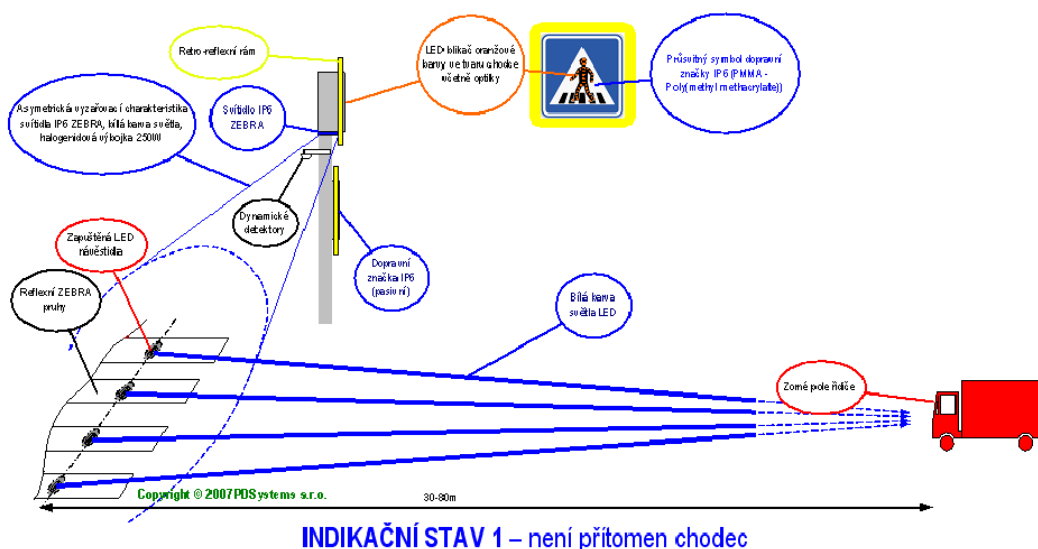 Retro-reflexní rám
LED blikač oranžové
barvy ve tvaru chodce
včetně optiky
Průsvitný symbol dopravní
značky IP6 (PMMA -
Poly(methyl methacrylate))
Asymetrická vyzařovací charakteristika
svítidla IP6 ZEBRA, bíllá barva světla,
halogenidová výbojka 250W
Svítidlo IP6
ZEBRA
Dynamické
detektory
Zapuštěná LED
návěstidla
Dopravní
značka IP6
(pasivní)
Reflexní ZEBRA
pruhy
Bílá barva
světla LED
Zorné pole řidiče
Copyright © 2007 PDSystems s.r.o.
30-80m
INDIKAČNÍ STAV 1 – není přítomen chodec